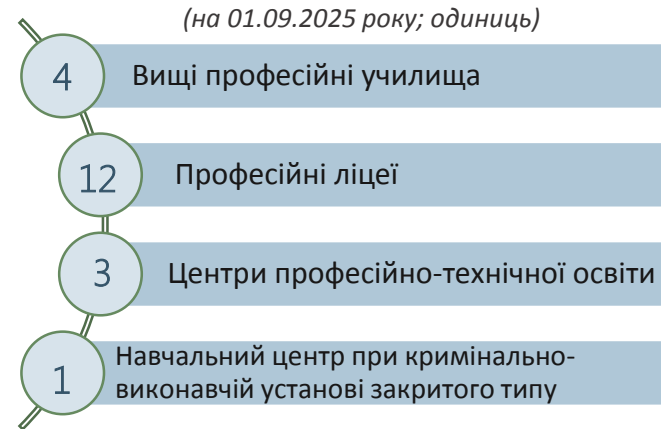 (на 01.09.2025 року; одиниць)
4 Вищі професійні училища
12 Професійні ліцеї
3 Центри професійно-технічної освіти
1 Навчальний центр при кримінально-
виконавчій установі закритого типу